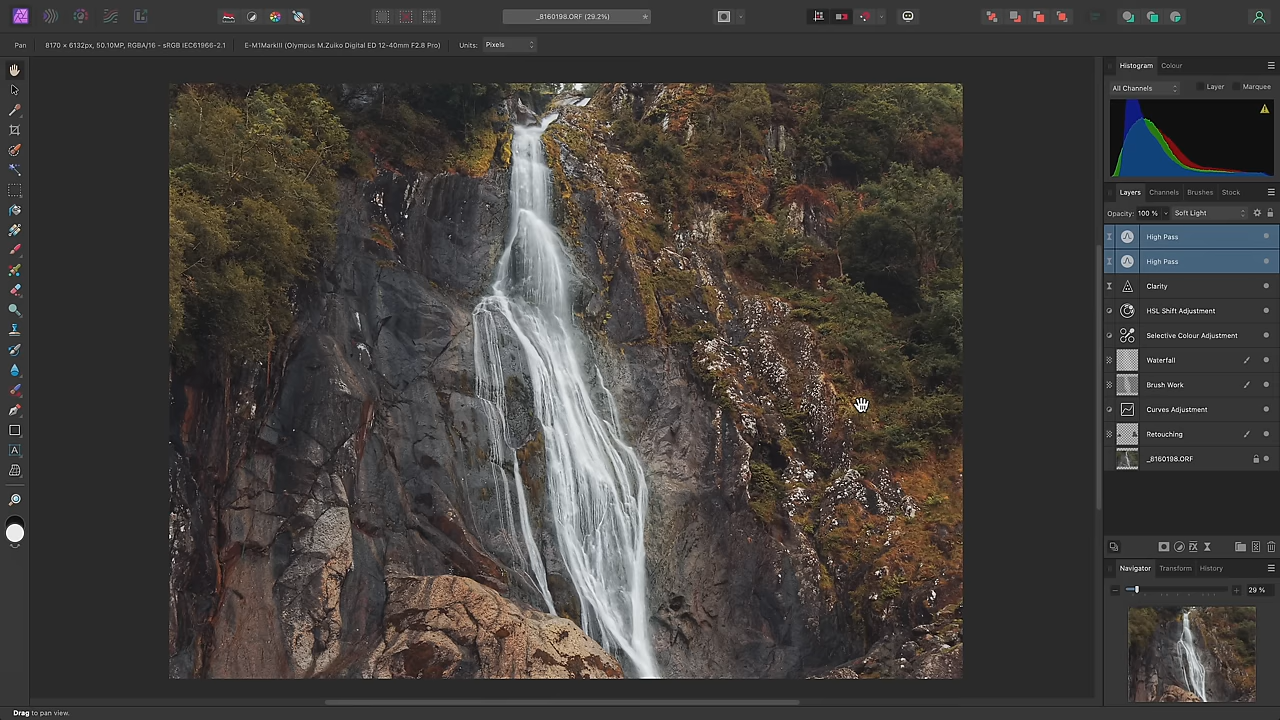 _8160198.ORF (29.2%)
Pan
8170 × 6132px, 50.10MP, RGBA/16 - sRGB IEC61966-2.1
E-M1MarkIII (Olympus M.Zuiko Digital ED 12-40mm F2.8 Pro)
Units:
Pixels
Histogram
Colour
All Channels
Layer
Marquee
Layers
Channels
Brushes
Stock
Opacity:
100 %
Soft Light
High Pass
High Pass
Clarity
HSL Shift Adjustment
Selective Colour Adjustment
Waterfall
Brush Work
Curves Adjustment
Retouching
_8160198.ORF
Navigator
Transform
History
29 %
Drag to pan view.